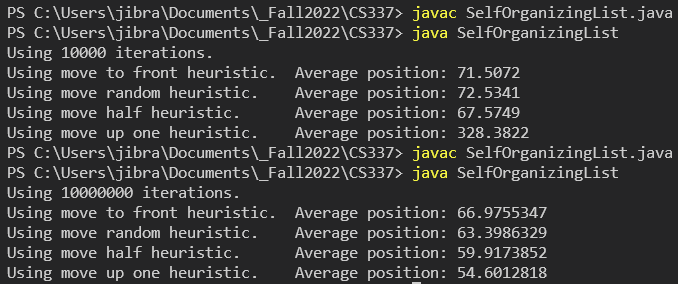 PS C:\Users\jibra\Documents\_Fall2022\CS337> javac SelfOrganizingList.java
PS C:\Users\jibra\Documents\_Fall2022\CS337> java SelfOrganizingList
Using 10000 iterations.
Using move to front heuristic.  Average position: 71.5072
Using move random heuristic.    Average position: 72.5341
Using move half heuristic.      Average position: 67.5749
Using move up one heuristic.    Average position: 328.3822
PS C:\Users\jibra\Documents\_Fall2022\CS337> javac SelfOrganizingList.java
PS C:\Users\jibra\Documents\_Fall2022\CS337> java SelfOrganizingList
Using 10000000 iterations.
Using move to front heuristic.  Average position: 66.9755347
Using move random heuristic.    Average position: 63.3986329
Using move half heuristic.      Average position: 59.9173852
Using move up one heuristic.    Average position: 54.6012818